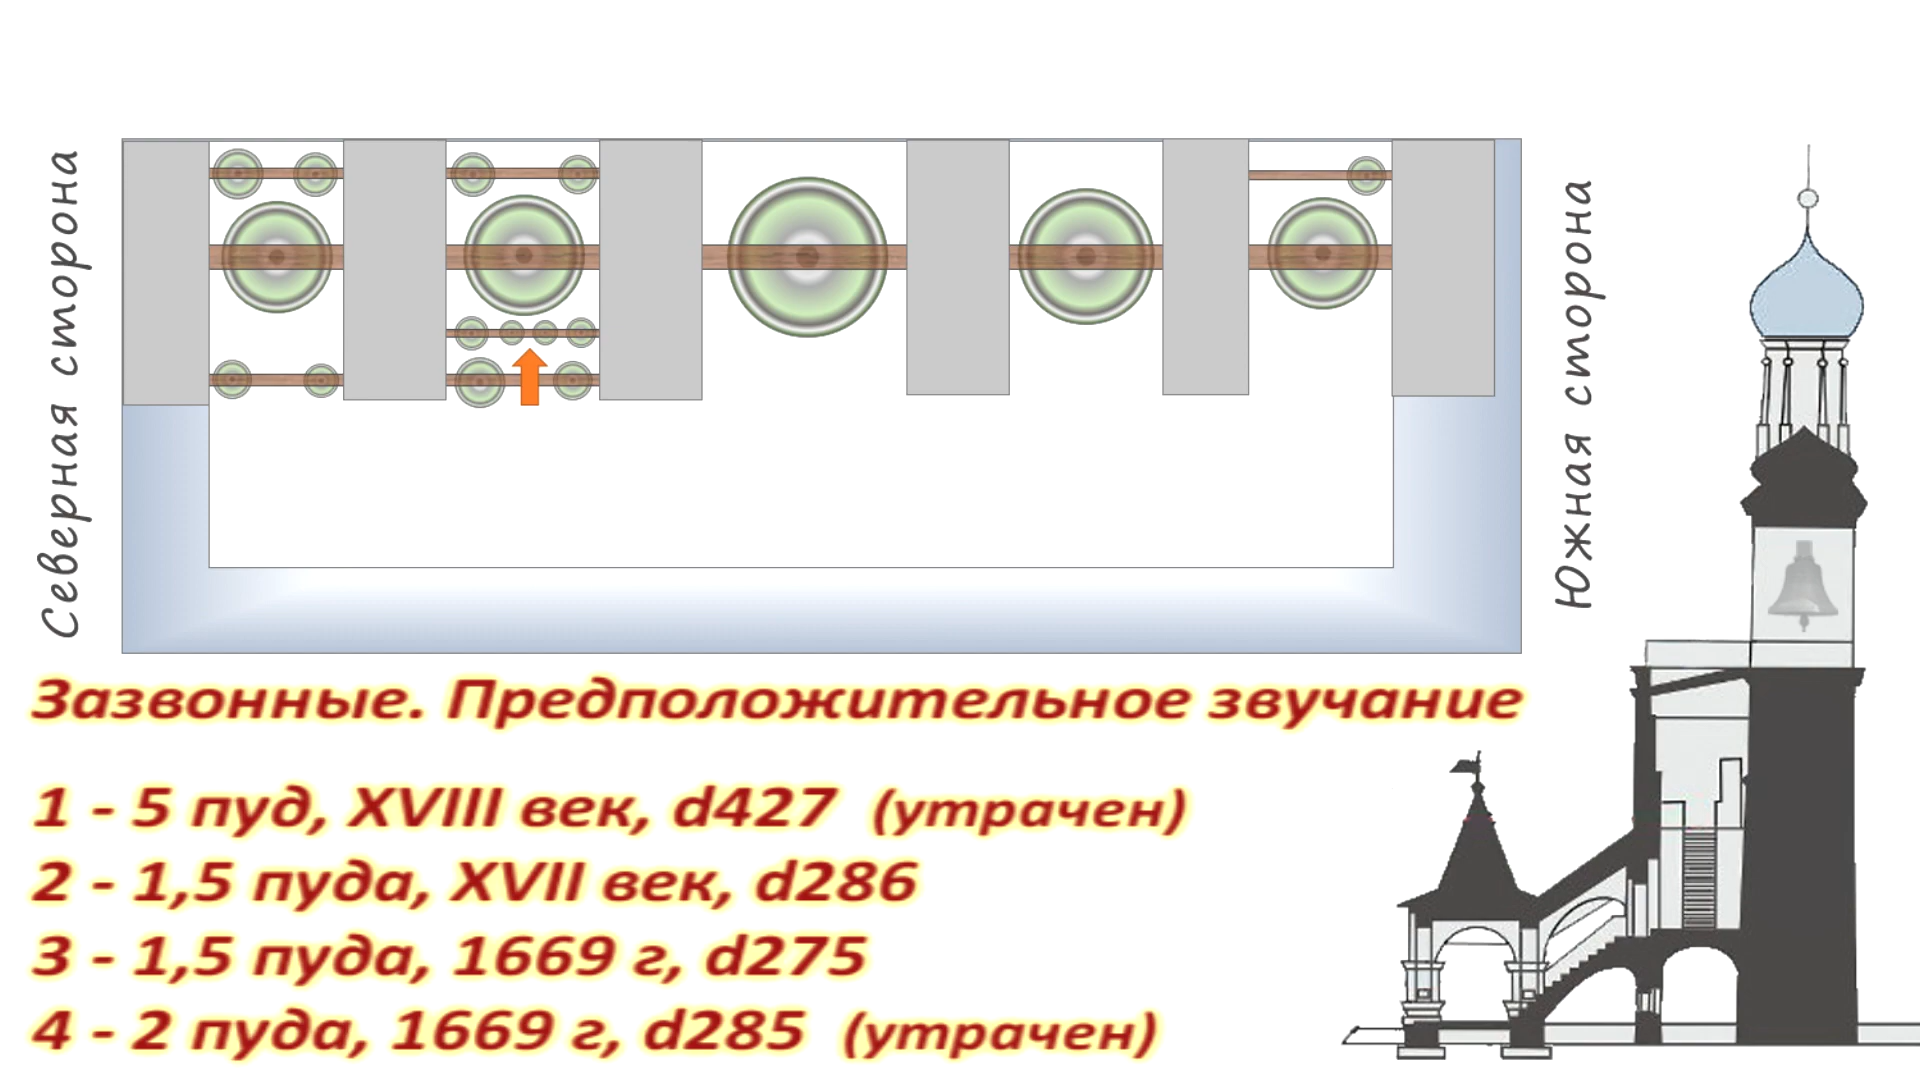 Северная сторона
Южная сторона
Зазвонные. Предположительное звучание
1 - 5 пуд, XVIII век, d427 (утрачен)
2 - 1,5 пуда, XVII век, d286
3 - 1,5 пуда, 1669 г, d275
4 - 2 пуда, 1669 г, d285 (утрачен)